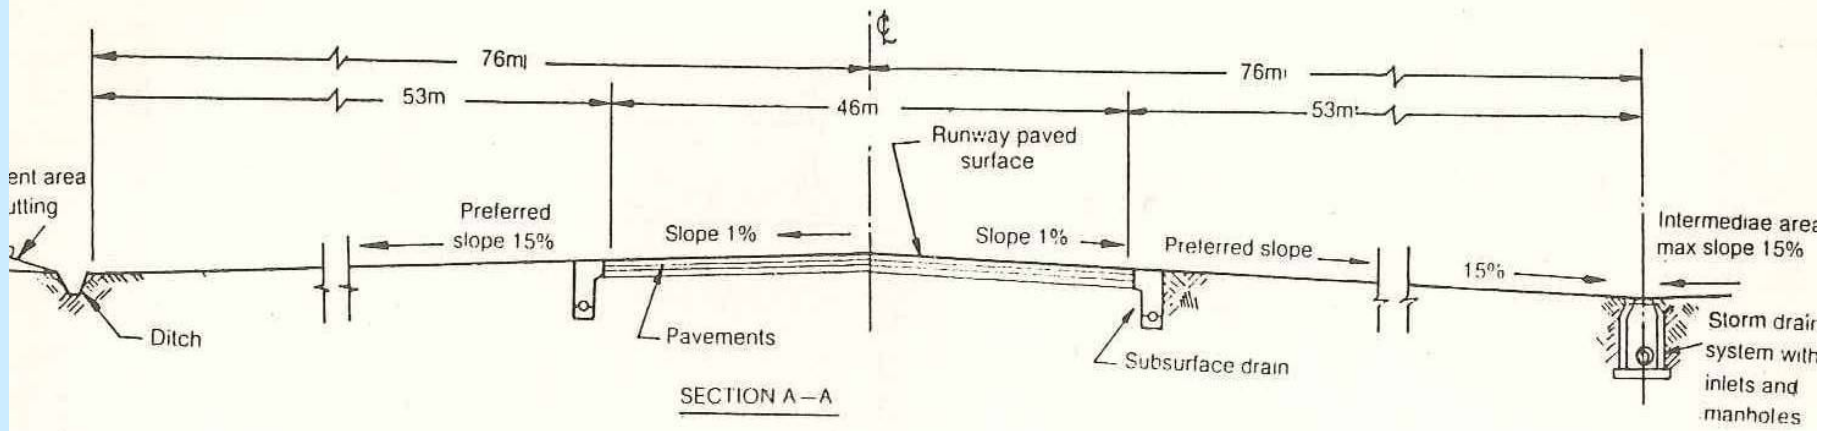 ℄
76m
76m
53m
46m
53m
Runway paved
surface
ent area
utting
Preferred
slope 15%
Slope 1%
Slope 1%
Preferred slope
15%
Intermediae area
max slope 15%
Ditch
Pavements
Subsurface drain
Storm drain
system with
inlets and
manholes
SECTION A–A